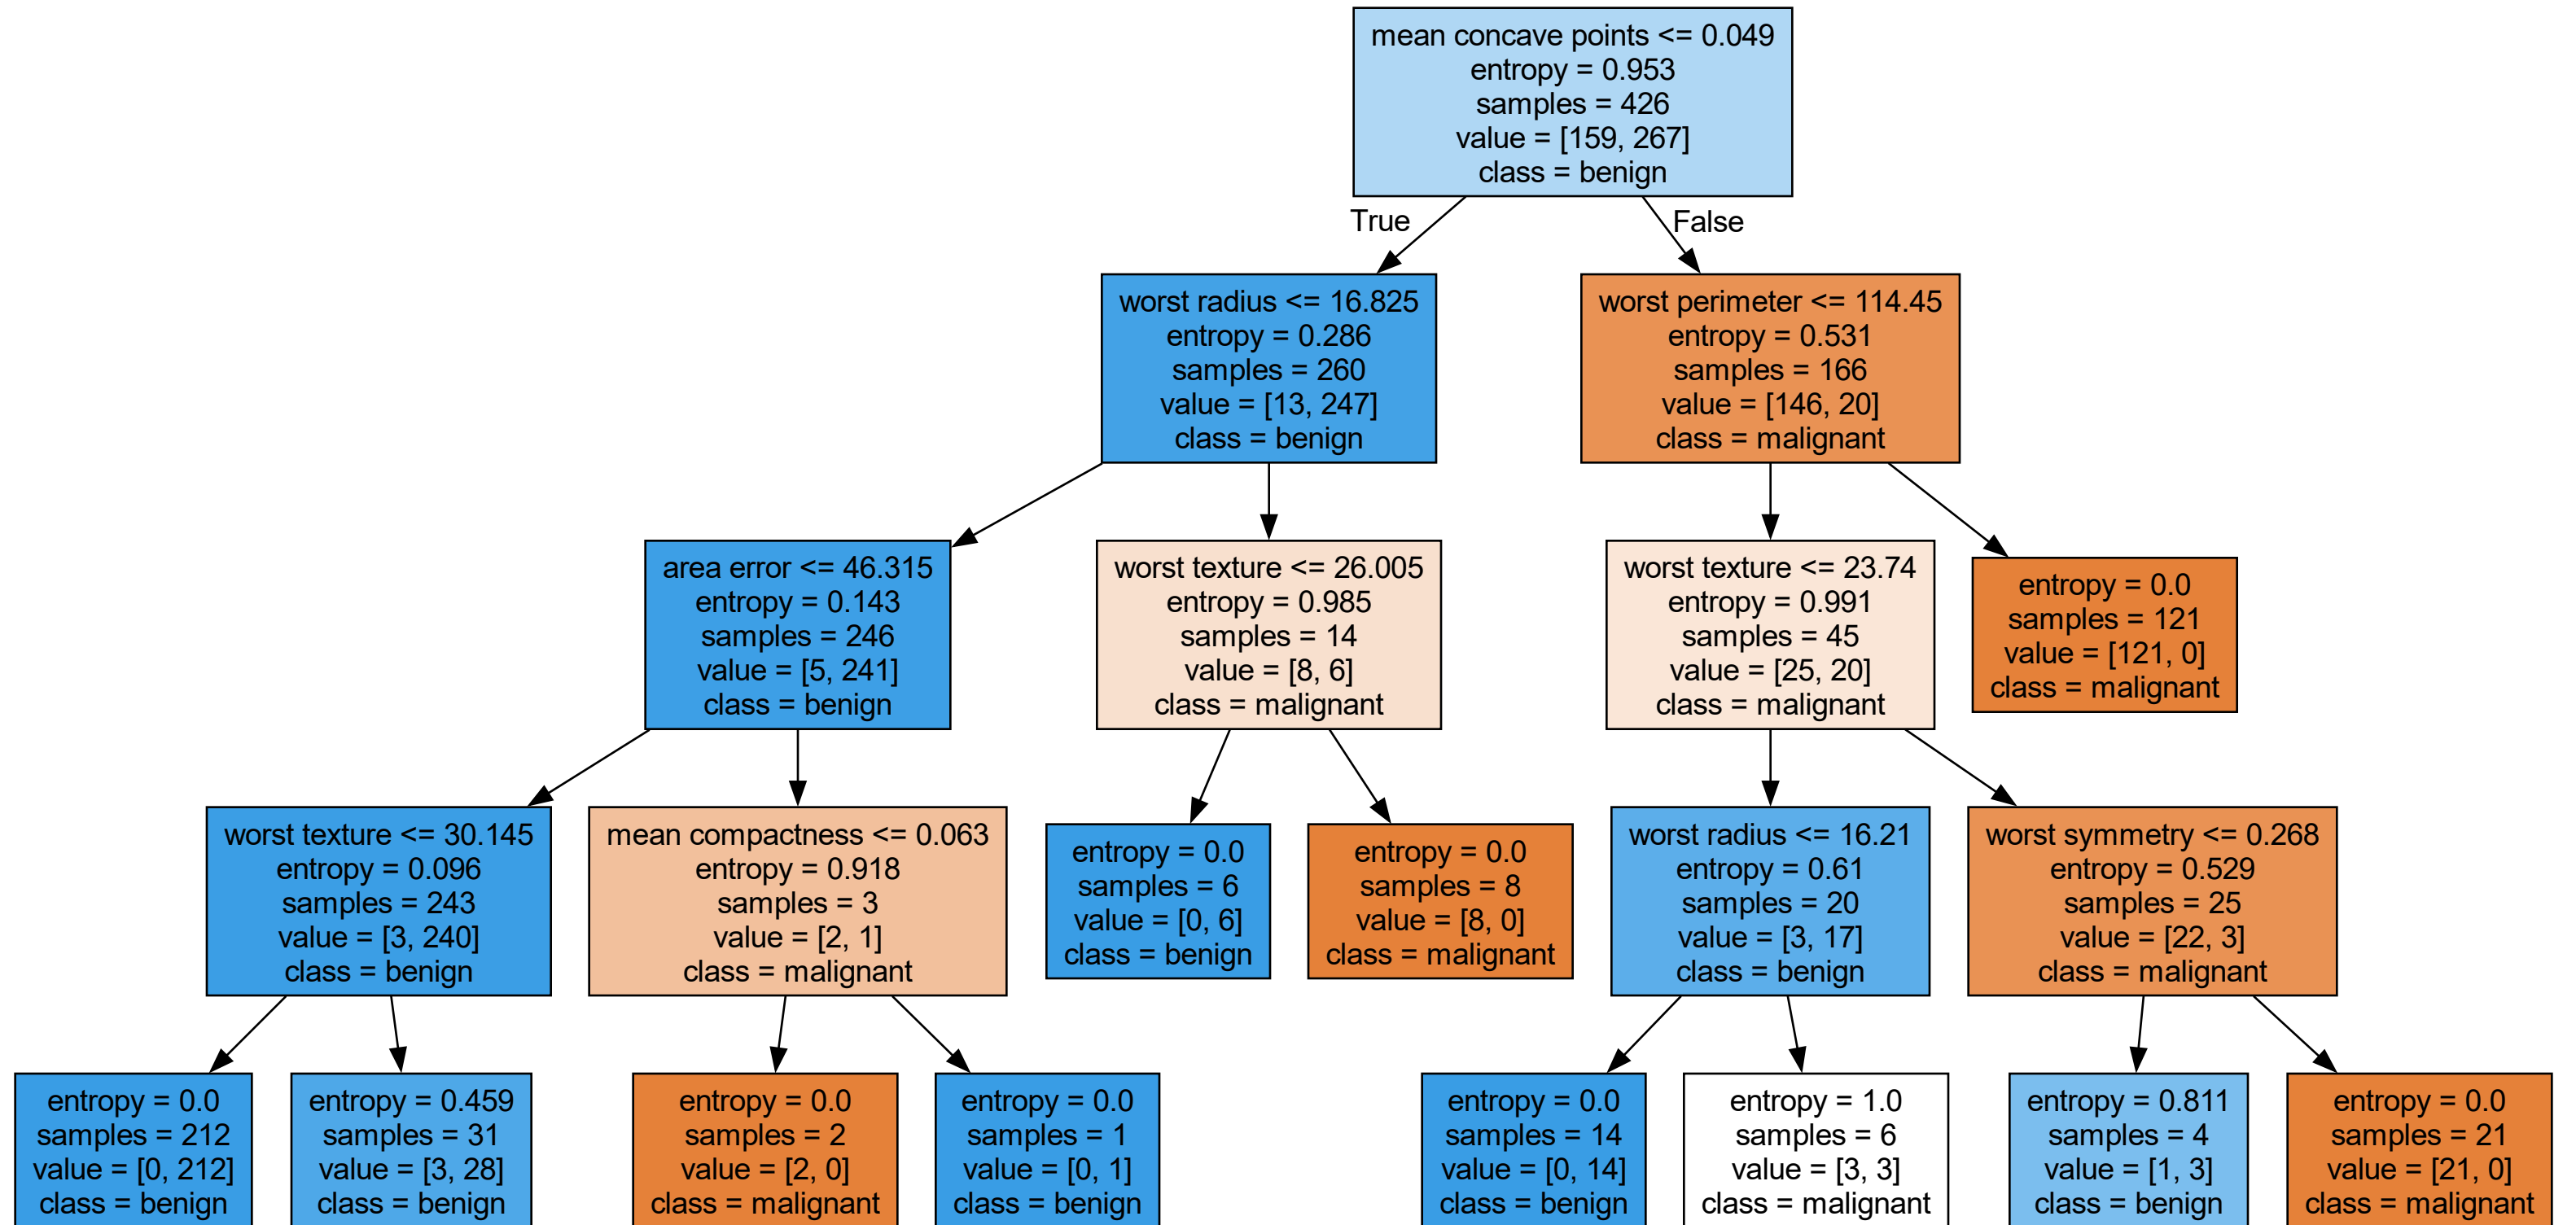 mean concave points <= 0.049
entropy = 0.953
samples = 426
value = [159, 267]
class = benign
True
False
worst radius <= 16.825
entropy = 0.286
samples = 260
value = [13, 247]
class = benign
worst perimeter <= 114.45
entropy = 0.531
samples = 166
value = [146, 20]
class = malignant
area error <= 46.315
entropy = 0.143
samples = 246
value = [5, 241]
class = benign
worst texture <= 26.005
entropy = 0.985
samples = 14
value = [8, 6]
class = malignant
worst texture <= 23.74
entropy = 0.991
samples = 45
value = [25, 20]
class = malignant
entropy = 0.0
samples = 121
value = [121, 0]
class = malignant
worst texture <= 30.145
entropy = 0.096
samples = 243
value = [3, 240]
class = benign
mean compactness <= 0.063
entropy = 0.918
samples = 3
value = [2, 1]
class = malignant
entropy = 0.0
samples = 6
value = [0, 6]
class = benign
entropy = 0.0
samples = 8
value = [8, 0]
class = malignant
worst radius <= 16.21
entropy = 0.61
samples = 20
value = [3, 17]
class = benign
worst symmetry <= 0.268
entropy = 0.529
samples = 25
value = [22, 3]
class = malignant
entropy = 0.0
samples = 212
value = [0, 212]
class = benign
entropy = 0.459
samples = 31
value = [3, 28]
class = benign
entropy = 0.0
samples = 2
value = [2, 0]
class = malignant
entropy = 0.0
samples = 1
value = [0, 1]
class = benign
entropy = 0.0
samples = 14
value = [0, 14]
class = benign
entropy = 1.0
samples = 6
value = [3, 3]
class = malignant
entropy = 0.811
samples = 4
value = [1, 3]
class = benign
entropy = 0.0
samples = 21
value = [21, 0]
class = malignant